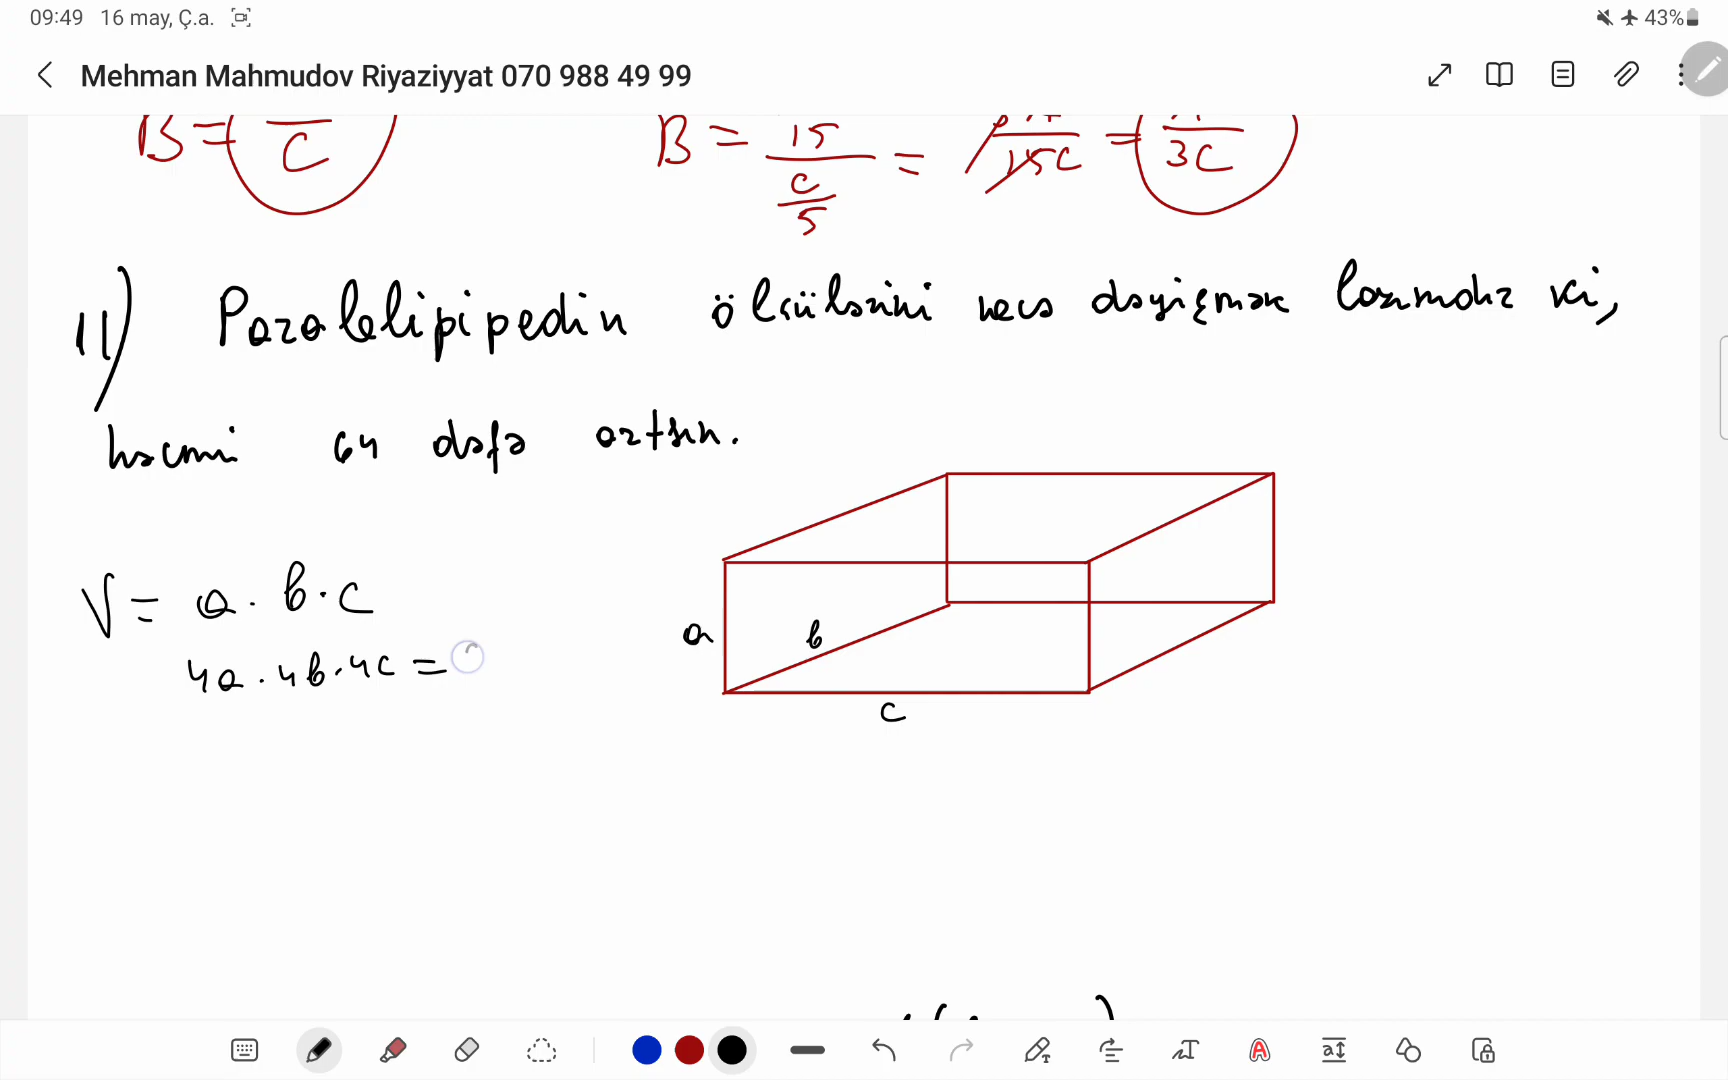 09:49 16 may, Ç.a. 43%
Mehman Mahmudov Riyaziyyat 070 988 49 99
B = C B = 15 / c/5 = 15C = 3C
11) Paralelipipedin ölçülərini necə dəyişmək lazımdır ki,
həcmi 64 dəfə artsın.
V = a · b · c
4a · 4b · 4c =
a b
c